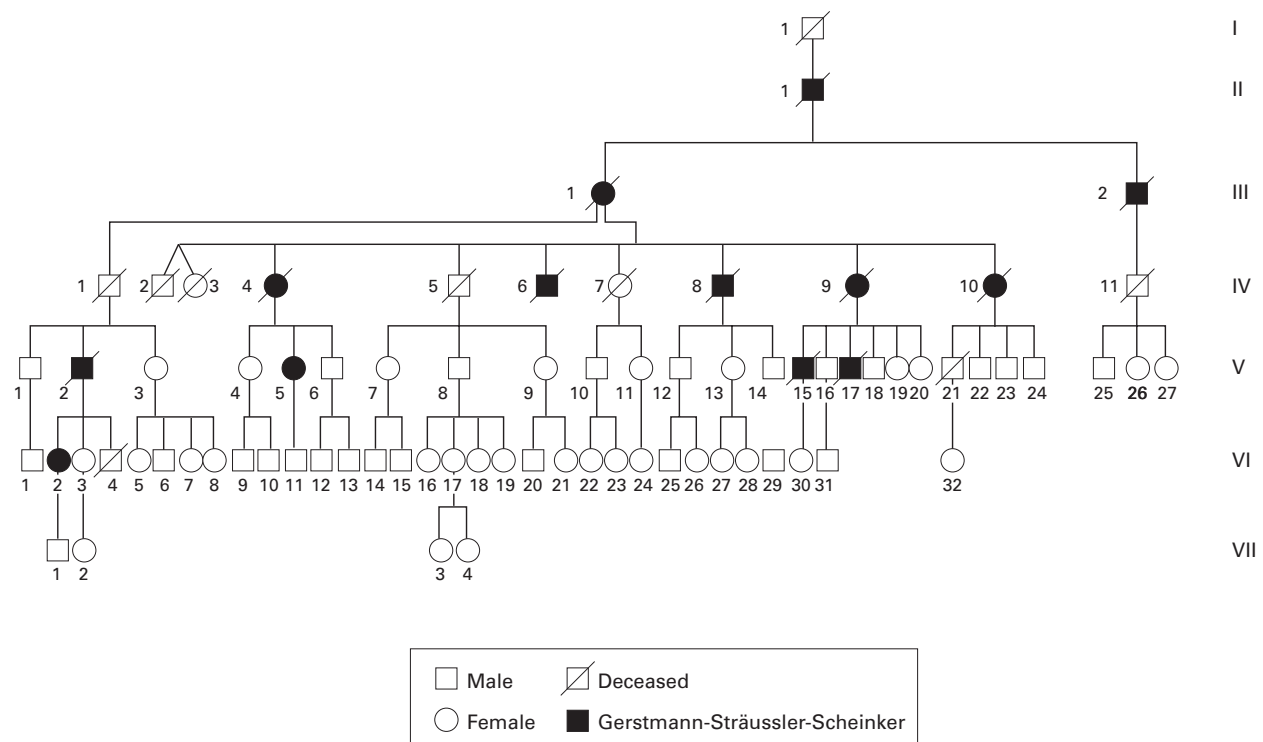 1 I
1 II
1 2 III
1 2 3 4 5 6 7 8 9 10 11 IV
V
1 2 3 4 5 6 7 8 9 10 11 12 13 14 15 16 17 18 19 20 21 22 23 24 25 26 27
VI
1 2 3 4 5 6 7 8 9 10 11 12 13 14 15 16 17 18 19 20 21 22 23 24 25 26 27 28 29 30 31 32
VII
1 2 3 4
Male Deceased
Female Gerstmann-Sträussler-Scheinker